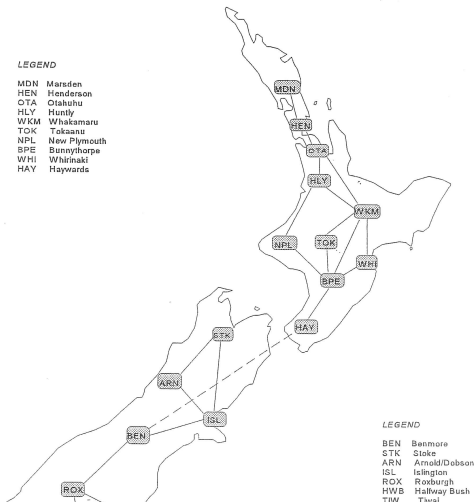 LEGEND
MDN Marsden
HEN Henderson
OTA Otahuhu
HLY Huntly
WKM Whakamaru
TOK Tokaanu
NPL New Plymouth
BPE Bunnythorpe
WHI Whirinaki
HAY Haywards
MDN
HEN
OTA
HLY
WKM
NPL
TOK
WHI
BPE
HAY
STK
ARN
ISL
BEN
ROX
LEGEND
BEN Benmore
STK Stoke
ARN Arnold/Dobson
ISL Islington
ROX Roxburgh
HWB Halfway Bush
TIW Tiwai